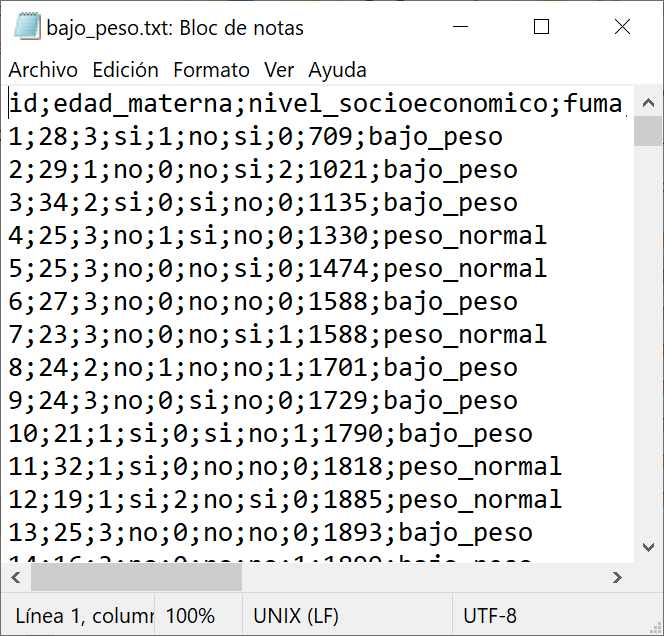 bajo_peso.txt: Bloc de notas
Archivo Edición Formato Ver Ayuda
id;edad_materna;nivel_socioeconomico;fuma
1;28;3;si;1;no;si;0;709;bajo_peso
2;29;1;no;0;no;si;2;1021;bajo_peso
3;34;2;si;0;si;no;0;1135;bajo_peso
4;25;3;no;1;si;no;0;1330;peso_normal
5;25;3;no;0;no;si;0;1474;peso_normal
6;27;3;no;0;no;no;0;1588;bajo_peso
7;23;3;no;0;no;si;1;1588;peso_normal
8;24;2;no;1;no;no;1;1701;bajo_peso
9;24;3;no;0;si;no;0;1729;bajo_peso
10;21;1;si;0;si;no;1;1790;bajo_peso
11;32;1;si;0;no;no;0;1818;peso_normal
12;19;1;si;2;no;si;0;1885;peso_normal
13;25;3;no;0;no;no;0;1893;bajo_peso
Línea 1, column 100% UNIX (LF) UTF-8